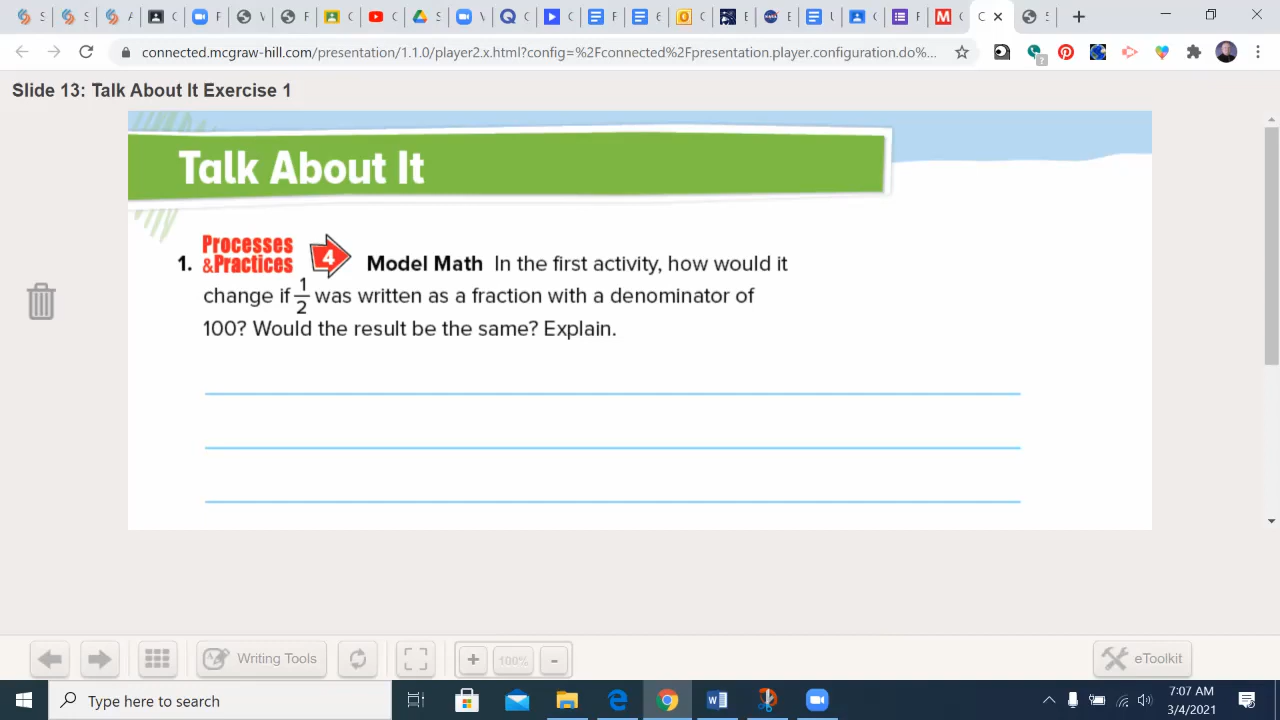 S
S
A
C
F
V
F
C
C
C
V
C
C
F
6
C
E
E
U
C
F
C
C
S
connected.mcgraw-hill.com/presentation/1.1.0/player2.x.html?config=%2Fconnected%2Fpresentation.player.configuration.do%...
Slide 13: Talk About It Exercise 1
Talk About It
1. Processes &Practices 4 Model Math In the first activity, how would it
change if 1/2 was written as a fraction with a denominator of
100? Would the result be the same? Explain.
Writing Tools
100%
eToolkit
Type here to search
7:07 AM
3/4/2021